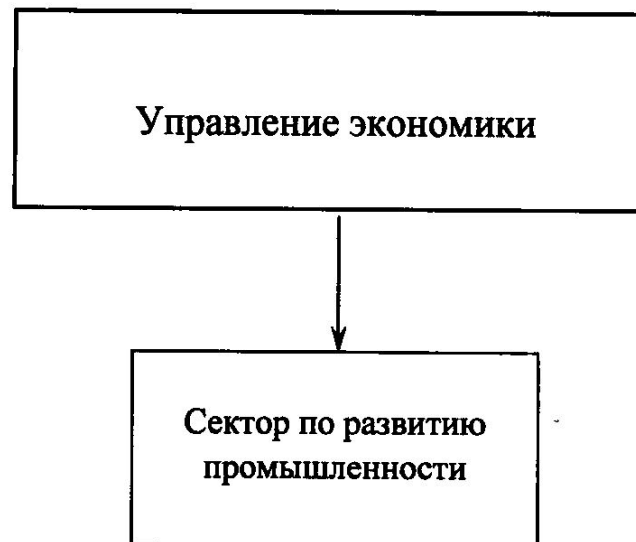 Управление экономики
Сектор по развитию
промышленности